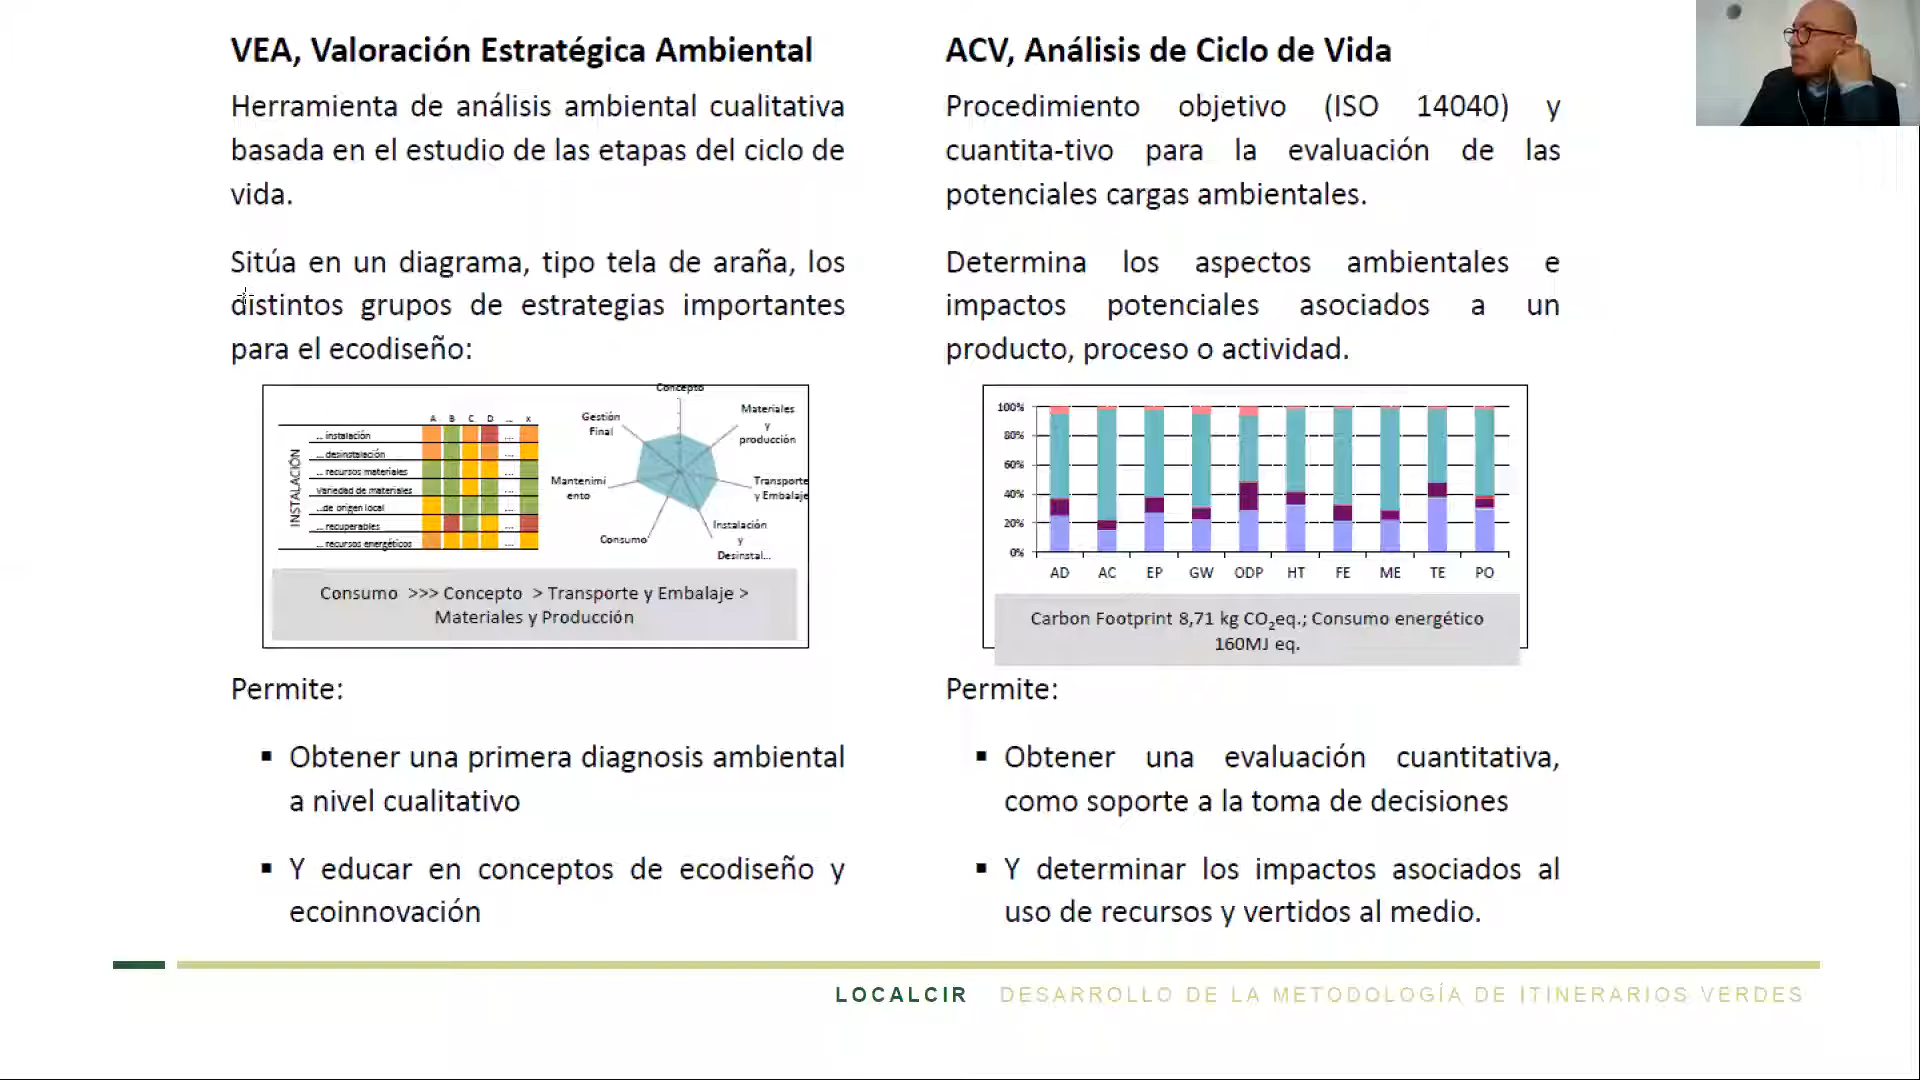 VEA, Valoración Estratégica Ambiental
Herramienta de análisis ambiental cualitativa
basada en el estudio de las etapas del ciclo de
vida.
Sitúa en un diagrama, tipo tela de araña, los
distintos grupos de estrategias importantes
para el ecodiseño:
A B C D ... x
INSTALACIÓN
... instalación
... desinstalación
... recursos materiales
variedad de materiales
...de origen local
... recuperables
... recursos energéticos
Concepto
Materiales
y
producción
Transporte
y Embalaje
Instalación
y
Desinstal...
Consumo
Mantenimi
ento
Gestión
Final
Consumo >>> Concepto > Transporte y Embalaje >
Materiales y Producción
Permite:
▪ Obtener una primera diagnosis ambiental
a nivel cualitativo
▪ Y educar en conceptos de ecodiseño y
ecoinnovación
ACV, Análisis de Ciclo de Vida
Procedimiento objetivo (ISO 14040) y
cuantita-tivo para la evaluación de las
potenciales cargas ambientales.
Determina los aspectos ambientales e
impactos potenciales asociados a un
producto, proceso o actividad.
100%
80%
60%
40%
20%
0%
AD AC EP GW ODP HT FE ME TE PO
Carbon Footprint 8,71 kg CO₂eq.; Consumo energético
160MJ eq.
Permite:
▪ Obtener una evaluación cuantitativa,
como soporte a la toma de decisiones
▪ Y determinar los impactos asociados al
uso de recursos y vertidos al medio.
LOCALCIR DESARROLLO DE LA METODOLOGÍA DE ITINERARIOS VERDES